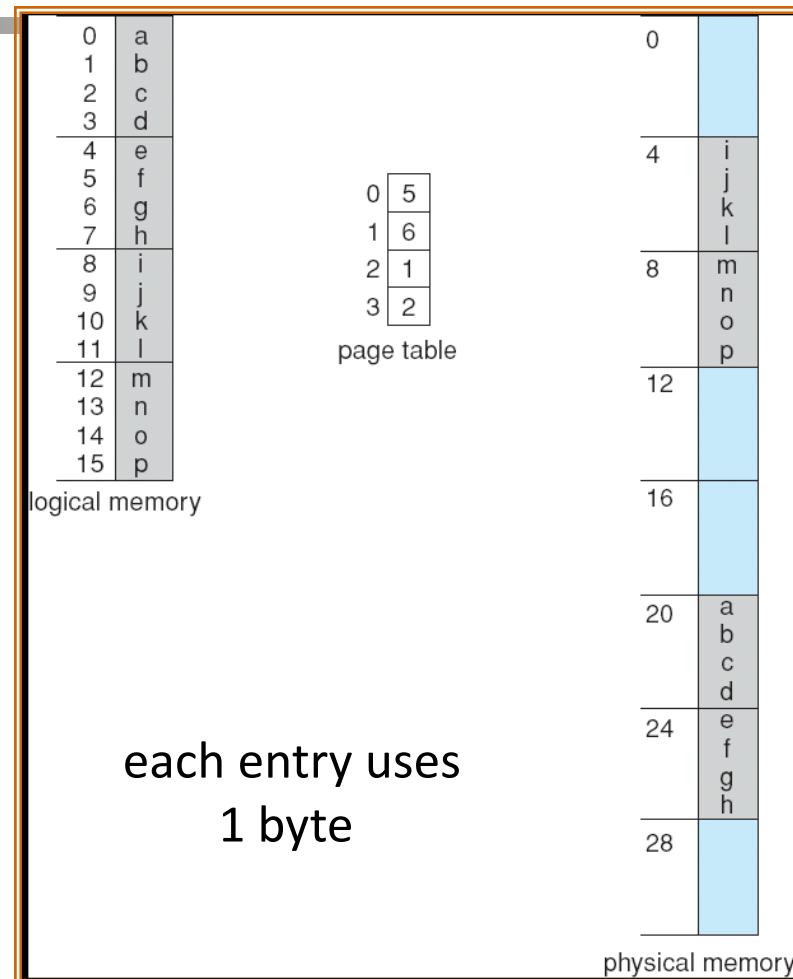 0 a
1 b
2 c
3 d
4 e
5 f
6 g
7 h
8 i
9 j
10 k
11 l
12 m
13 n
14 o
15 p
logical memory
0 5
1 6
2 1
3 2
page table
each entry uses
1 byte
0
4 i
j
k
l
8 m
n
o
p
12
16
20 a
b
c
d
24 e
f
g
h
28
physical memory